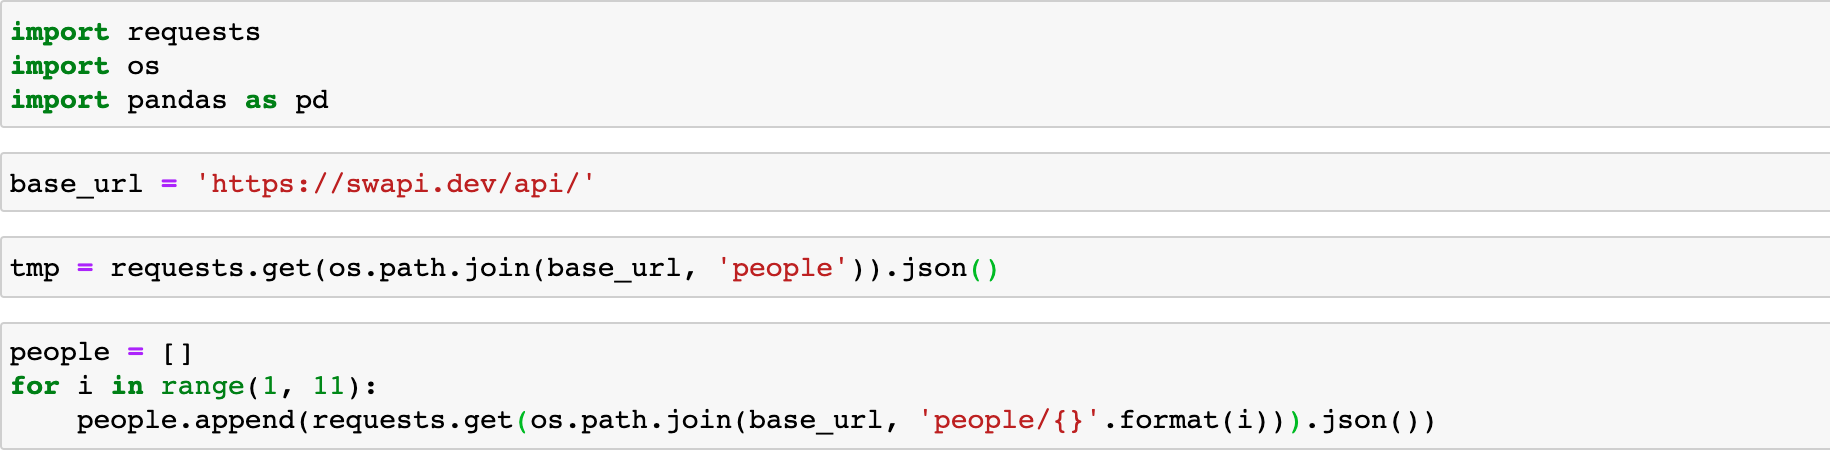 import requests
import os
import pandas as pd
base_url = 'https://swapi.dev/api/'
tmp = requests.get(os.path.join(base_url, 'people')).json()
people = []
for i in range(1, 11):
    people.append(requests.get(os.path.join(base_url, 'people/{}'.format(i))).json())